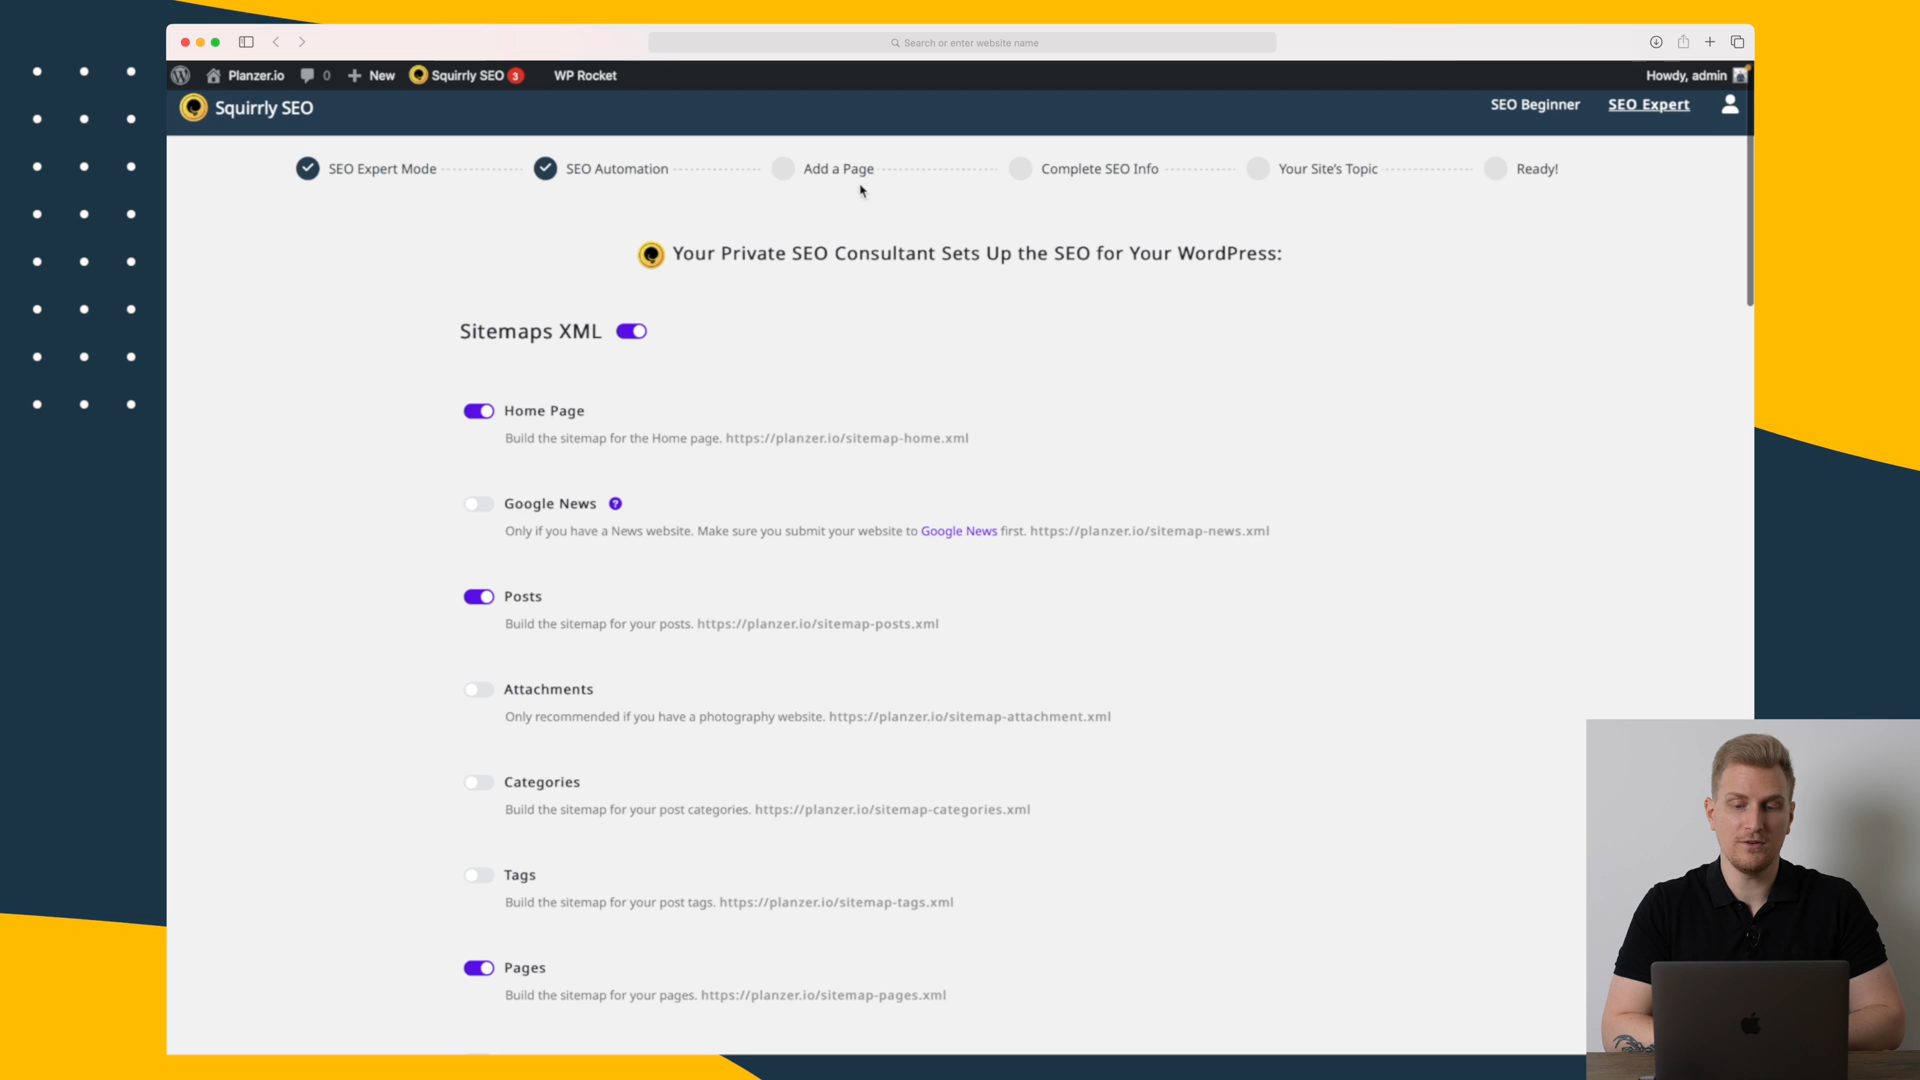 Search or enter website name
Planzer.io 0 New Squirrly SEO 3 WP Rocket Howdy, admin
Squirrly SEO SEO Beginner SEO Expert
SEO Expert Mode SEO Automation Add a Page Complete SEO Info Your Site's Topic Ready!
Your Private SEO Consultant Sets Up the SEO for Your WordPress:
Sitemaps XML
Home Page
Build the sitemap for the Home page. https://planzer.io/sitemap-home.xml
Google News ?
Only if you have a News website. Make sure you submit your website to Google News first. https://planzer.io/sitemap-news.xml
Posts
Build the sitemap for your posts. https://planzer.io/sitemap-posts.xml
Attachments
Only recommended if you have a photography website. https://planzer.io/sitemap-attachment.xml
Categories
Build the sitemap for your post categories. https://planzer.io/sitemap-categories.xml
Tags
Build the sitemap for your post tags. https://planzer.io/sitemap-tags.xml
Pages
Build the sitemap for your pages. https://planzer.io/sitemap-pages.xml